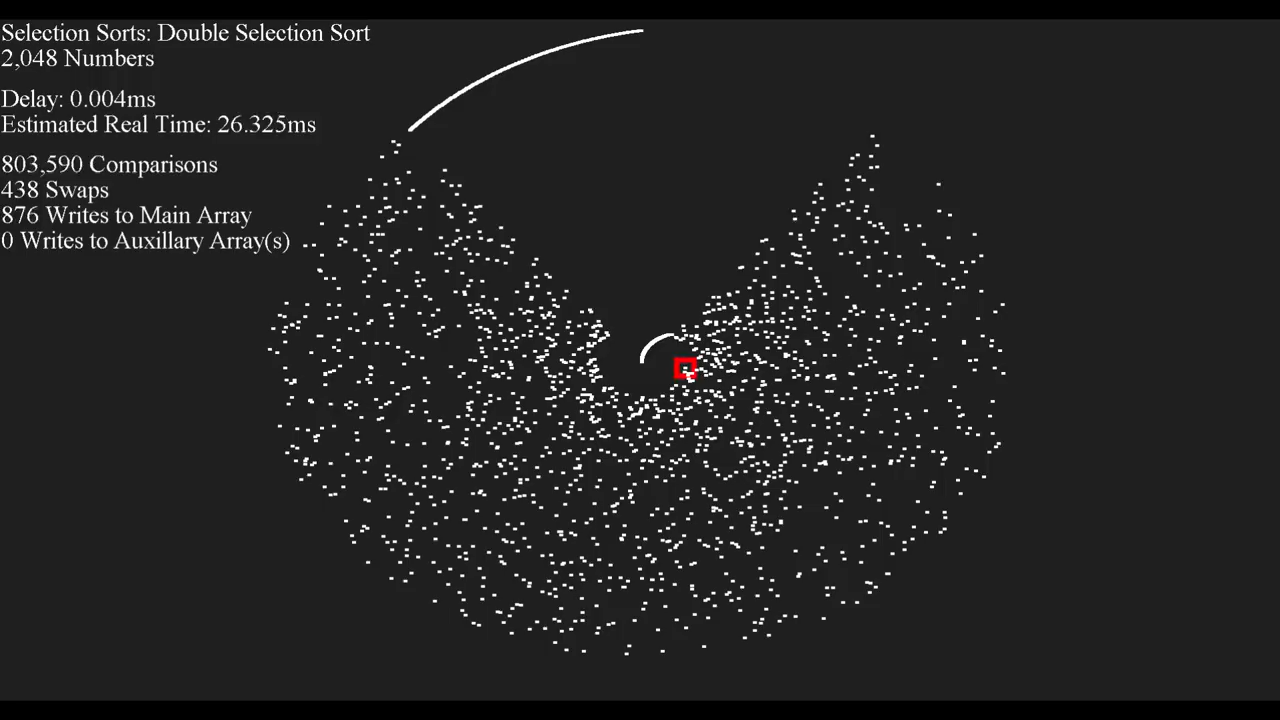 Selection Sorts: Double Selection Sort
2,048 Numbers
Delay: 0.004ms
Estimated Real Time: 26.325ms
803,590 Comparisons
438 Swaps
876 Writes to Main Array
0 Writes to Auxillary Array(s)